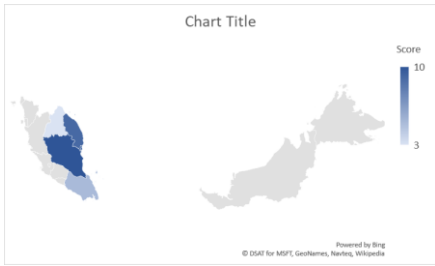 Chart Title
Score
10
3
Powered by Bing
© DSAT for MSFT, GeoNames, Navteq, Wikipedia